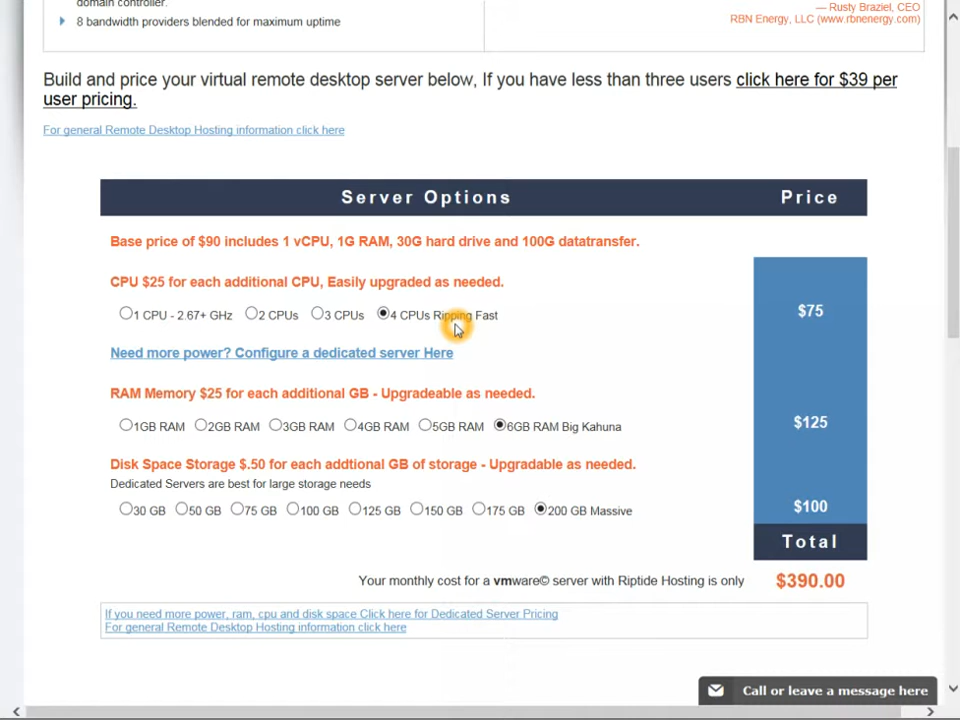 domain controller.
8 bandwidth providers blended for maximum uptime
— Rusty Braziel, CEO
RBN Energy, LLC (www.rbnenergy.com)
Build and price your virtual remote desktop server below, If you have less than three users click here for $39 per
user pricing.
For general Remote Desktop Hosting information click here
Server Options Price
Base price of $90 includes 1 vCPU, 1G RAM, 30G hard drive and 100G datatransfer.
CPU $25 for each additional CPU, Easily upgraded as needed.
1 CPU - 2.67+ GHz 2 CPUs 3 CPUs 4 CPUs Ripping Fast $75
Need more power? Configure a dedicated server Here
RAM Memory $25 for each additional GB - Upgradeable as needed.
1GB RAM 2GB RAM 3GB RAM 4GB RAM 5GB RAM 6GB RAM Big Kahuna $125
Disk Space Storage $.50 for each addtional GB of storage - Upgradable as needed.
Dedicated Servers are best for large storage needs
30 GB 50 GB 75 GB 100 GB 125 GB 150 GB 175 GB 200 GB Massive $100
Total
Your monthly cost for a vmware© server with Riptide Hosting is only $390.00
If you need more power, ram, cpu and disk space Click here for Dedicated Server Pricing
For general Remote Desktop Hosting information click here
Call or leave a message here